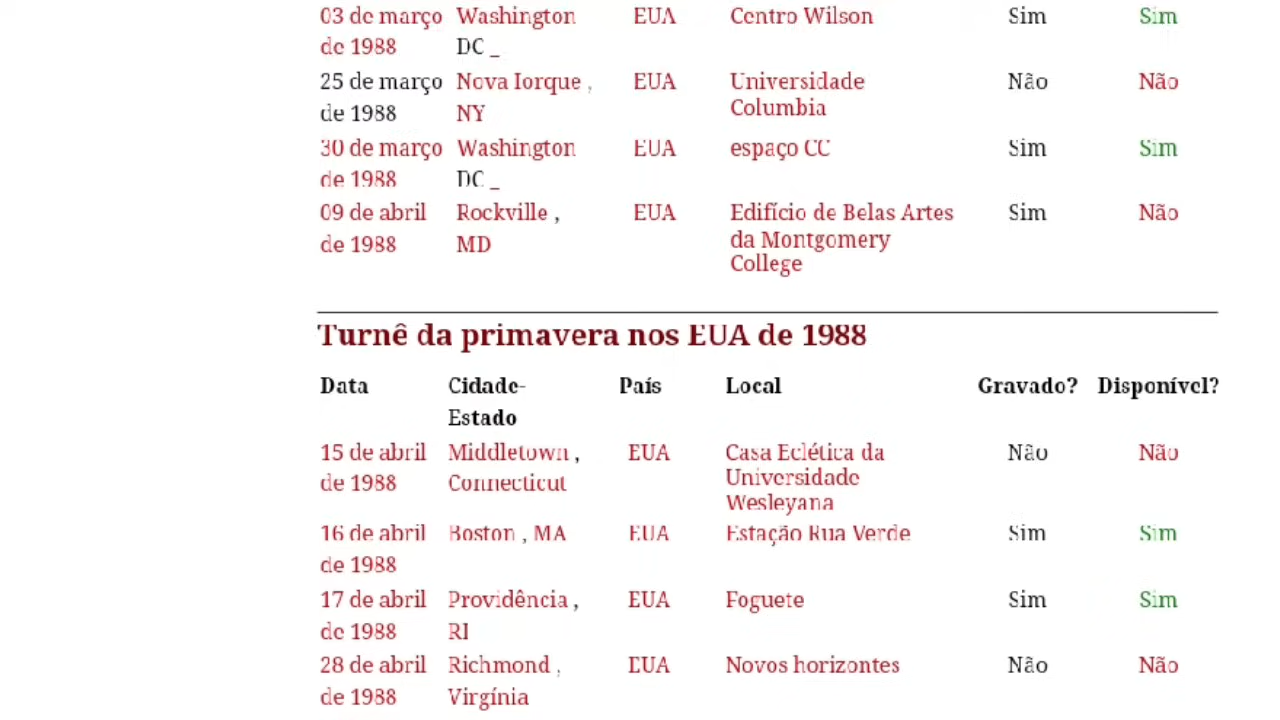 03 de março Washington EUA Centro Wilson Sim Sim
de 1988 DC _
25 de março Nova Iorque , EUA Universidade Não Não
de 1988 NY Columbia
30 de março Washington EUA espaço CC Sim Sim
de 1988 DC _
09 de abril Rockville , EUA Edifício de Belas Artes Sim Não
de 1988 MD da Montgomery
College
Turnê da primavera nos EUA de 1988
Data Cidade- País Local Gravado? Disponível?
Estado
15 de abril Middletown , EUA Casa Eclética da Não Não
de 1988 Connecticut Universidade
Wesleyana
16 de abril Boston , MA EUA Estação Rua Verde Sim Sim
de 1988
17 de abril Providência , EUA Foguete Sim Sim
de 1988 RI
28 de abril Richmond , EUA Novos horizontes Não Não
de 1988 Virgínia